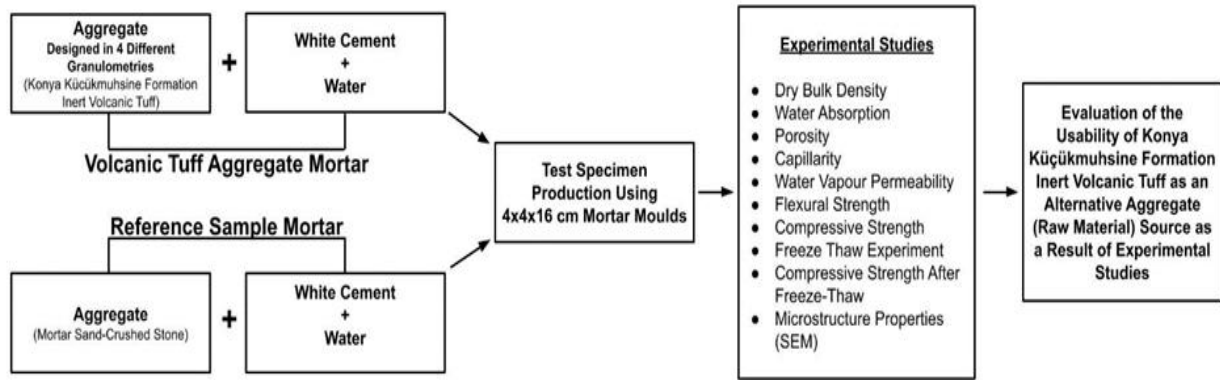 Aggregate
Designed in 4 Different
Granulometries
(Konya Kücükmuhsine Formation
Inert Volcanic Tuff)
+
White Cement
+
Water
Volcanic Tuff Aggregate Mortar
Reference Sample Mortar
Aggregate
(Mortar Sand-Crushed Stone)
+
White Cement
+
Water
Test Specimen
Production Using
4x4x16 cm Mortar Moulds
Experimental Studies
● Dry Bulk Density
● Water Absorption
● Porosity
● Capillarity
● Water Vapour Permeability
● Flexural Strength
● Compressive Strength
● Freeze Thaw Experiment
● Compressive Strength After
Freeze-Thaw
● Microstructure Properties
(SEM)
Evaluation of the
Usability of Konya
Küçükmuhsine Formation
Inert Volcanic Tuff as an
Alternative Aggregate
(Raw Material) Source as
a Result of Experimental
Studies